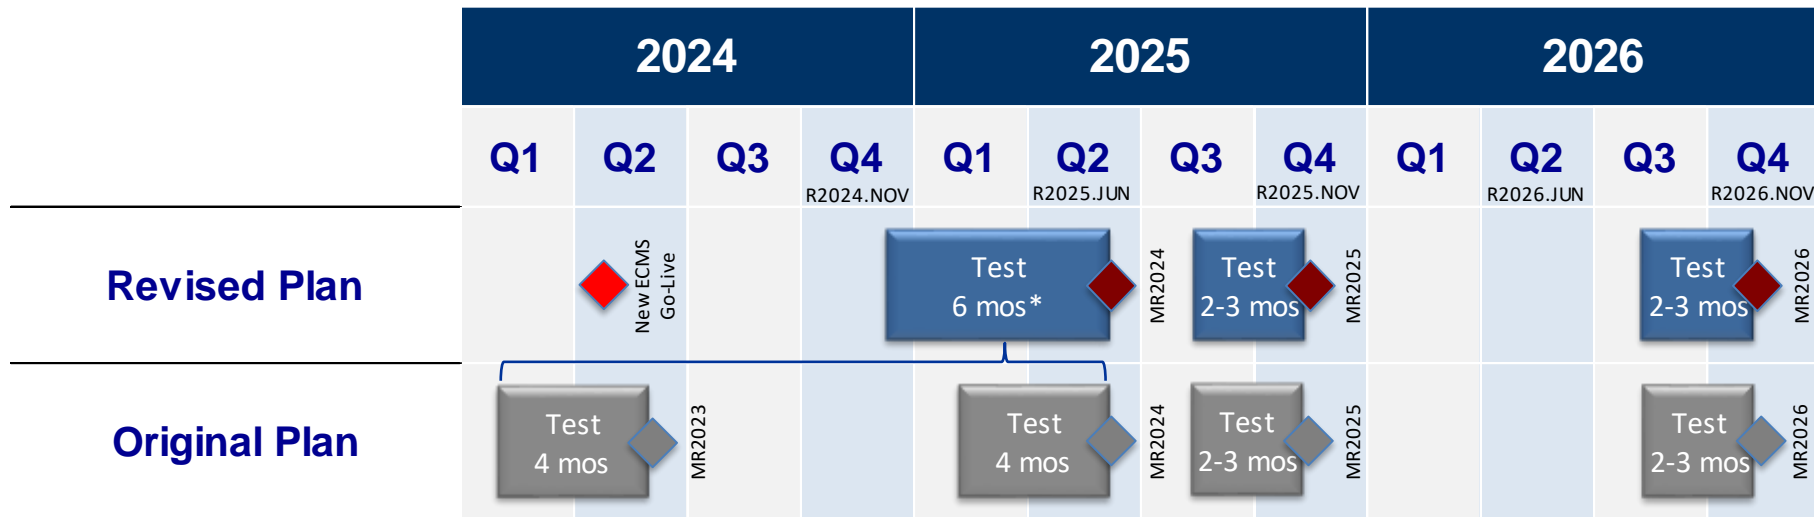 2024 2025 2026
Q1 Q2 Q3 Q4 Q1 Q2 Q3 Q4 Q1 Q2 Q3 Q4
R2024.NOV R2025.JUN R2025.NOV R2026.JUN R2026.NOV
Revised Plan
New ECMS
Go-Live
Test
6 mos*
MR2024
Test
2-3 mos
MR2025
Test
2-3 mos
MR2026
Original Plan
Test
4 mos
MR2023
Test
4 mos
MR2024
Test
2-3 mos
MR2025
Test
2-3 mos
MR2026